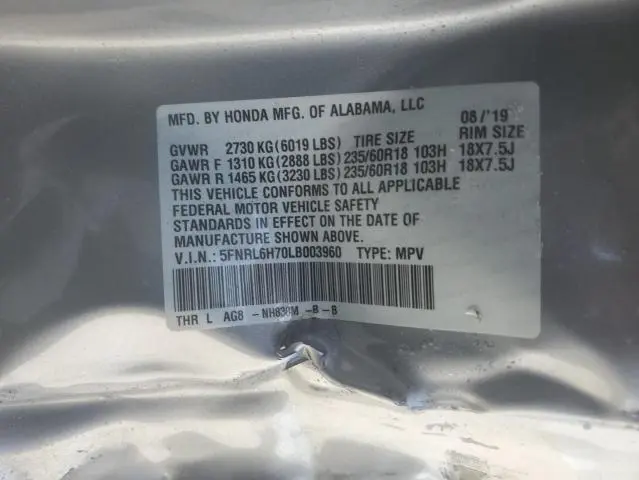 MFD. BY HONDA MFG. OF ALABAMA, LLC 08/'19
GVWR 2730 KG (6019 LBS) TIRE SIZE RIM SIZE
GAWR F 1310 KG (2888 LBS) 235/60R18 103H 18X7.5J
GAWR R 1465 KG (3230 LBS) 235/60R18 103H 18X7.5J
THIS VEHICLE CONFORMS TO ALL APPLICABLE
FEDERAL MOTOR VEHICLE SAFETY
STANDARDS IN EFFECT ON THE DATE OF
MANUFACTURE SHOWN ABOVE.
V.I.N.: 5FNRL6H70LB003960 TYPE: MPV
THR L AG8 - NH838M -B-B